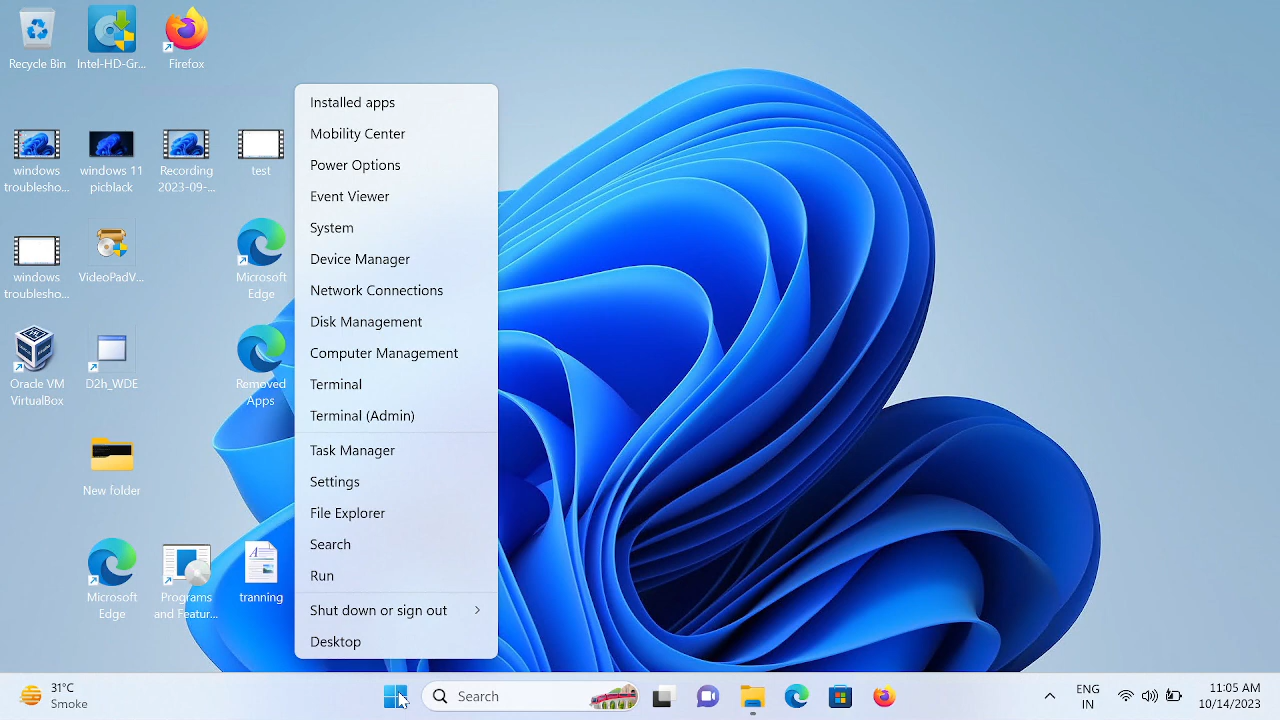 Recycle Bin
Intel-HD-Gr...
Firefox
windows
troublesho...
windows 11
picblack
Recording
2023-09-...
test
windows
troublesho...
VideoPadV...
Microsoft
Edge
Oracle VM
VirtualBox
D2h_WDE
Removed
Apps
New folder
Microsoft
Edge
Programs
and Featur...
tranning
Installed apps
Mobility Center
Power Options
Event Viewer
System
Device Manager
Network Connections
Disk Management
Computer Management
Terminal
Terminal (Admin)
Task Manager
Settings
File Explorer
Search
Run
Shut down or sign out
Desktop
31°C
Smoke
Search
ENG
IN
11:05 AM
10/14/2023